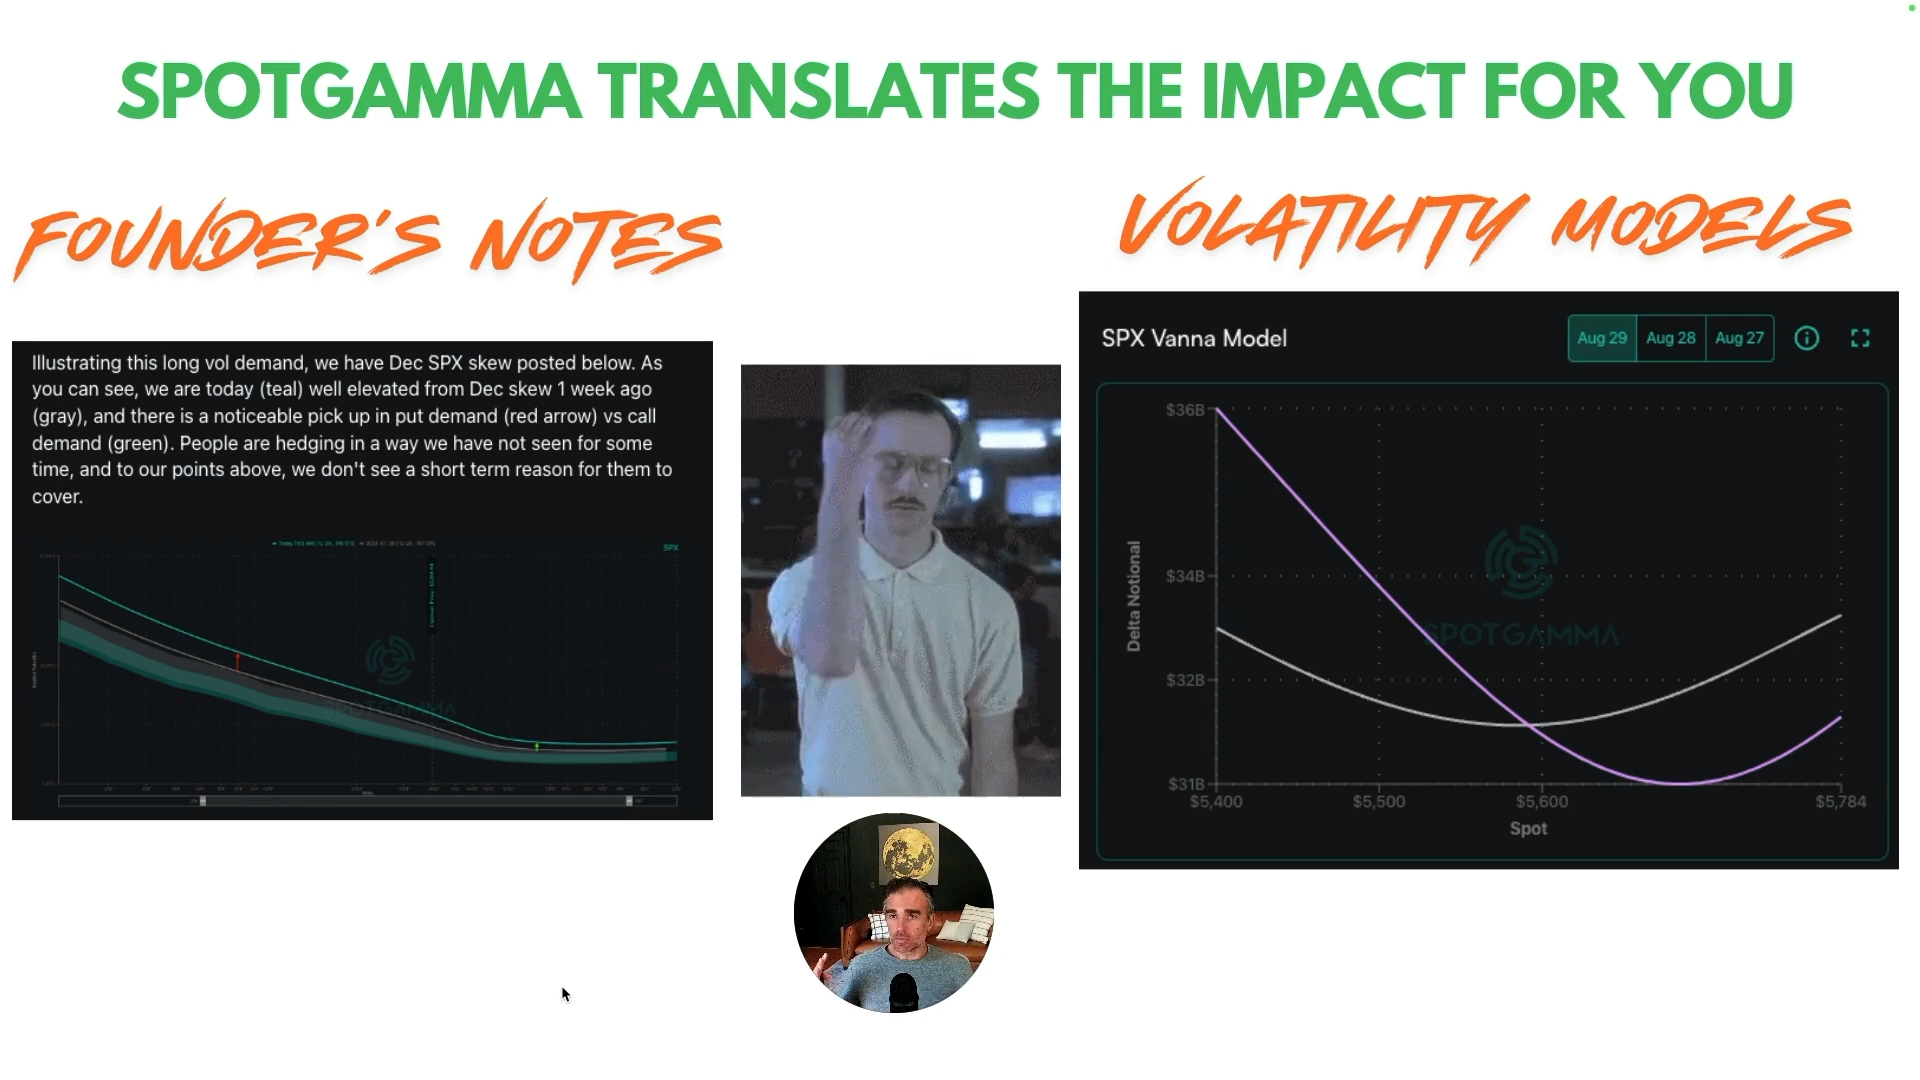 SPOTGAMMA TRANSLATES THE IMPACT FOR YOU
FOUNDER'S NOTES
VOLATILITY MODELS
Illustrating this long vol demand, we have Dec SPX skew posted below. As
you can see, we are today (teal) well elevated from Dec skew 1 week ago
(gray), and there is a noticeable pick up in put demand (red arrow) vs call
demand (green). People are hedging in a way we have not seen for some
time, and to our points above, we don't see a short term reason for them to
cover.
SPX
SPOTGAMMA
SPX Vanna Model
Aug 29
Aug 28
Aug 27
$36B
$34B
$32B
$31B
Delta Notional
SPOTGAMMA
$5,400
$5,500
$5,600
$5,784
Spot